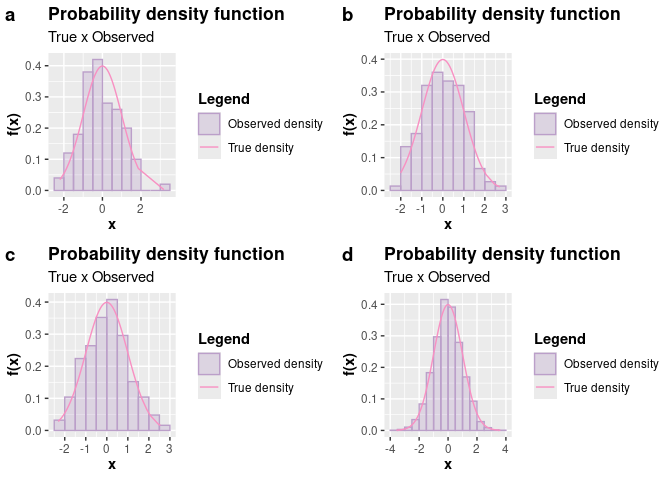 a
Probability density function
True x Observed
f(x)
0.4
0.3
0.2
0.1
0.0
-2 0 2
x
Legend
Observed density
True density
b
Probability density function
True x Observed
f(x)
0.4
0.3
0.2
0.1
0.0
-2 -1 0 1 2 3
x
Legend
Observed density
True density
c
Probability density function
True x Observed
f(x)
0.4
0.3
0.2
0.1
0.0
-2 -1 0 1 2 3
x
Legend
Observed density
True density
d
Probability density function
True x Observed
f(x)
0.4
0.3
0.2
0.1
0.0
-4 -2 0 2 4
x
Legend
Observed density
True density